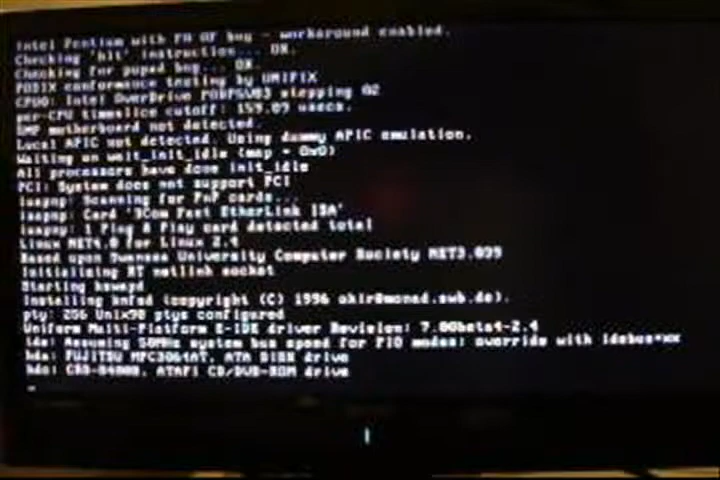 Intel Pentium with F0 0F bug - workaround enabled.
Checking 'hlt' instruction... OK.
Checking for popad bug... OK.
POSIX conformance testing by UNIFIX
CPU0: Intel OverDrive PODP5V83 stepping 02
per-CPU timeslice cutoff: 159.09 usecs.
SMP motherboard not detected.
Local APIC not detected. Using dummy APIC emulation.
Waiting on wait_init_idle (map = 0x0)
All processors have done init_idle
PCI: System does not support PCI
isapnp: Scanning for PnP cards...
isapnp: Card '3Com Fast EtherLink ISA'
isapnp: 1 Plug & Play card detected total
Linux NET4.0 for Linux 2.4
Based upon Swansea University Computer Society NET3.039
Initializing RT netlink socket
Starting kswapd
Installing knfsd (copyright (C) 1996 okir@monad.swb.de).
pty: 256 Unix98 ptys configured
Uniform Multi-Platform E-IDE driver Revision: 7.00beta4-2.4
ide: Assuming 50MHz system bus speed for PIO modes; override with idebus=xx
hda: FUJITSU MPC3064AT, ATA DISK drive
ATAPI CD/DVD-ROM drive